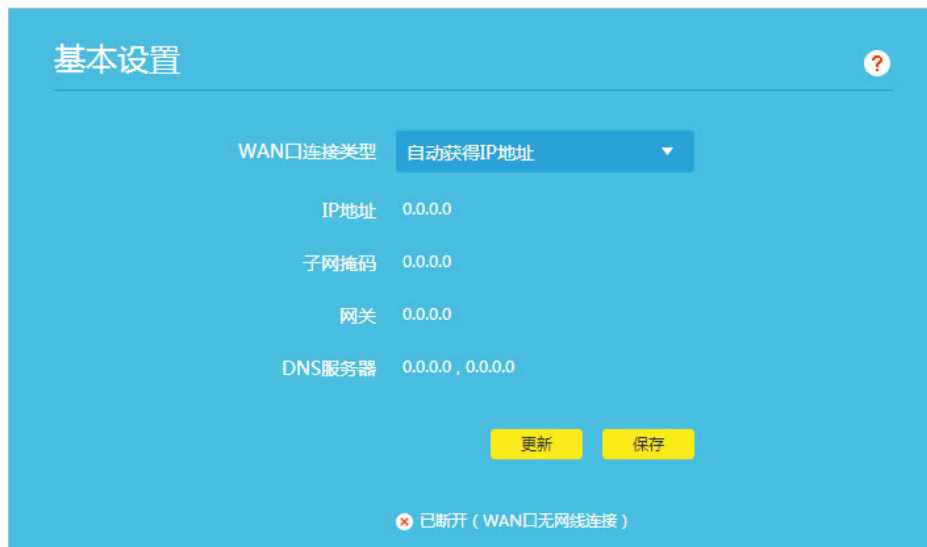 基本设置
?
WAN口连接类型 自动获得IP地址
IP地址 0.0.0.0
子网掩码 0.0.0.0
网关 0.0.0.0
DNS服务器 0.0.0.0 , 0.0.0.0
更新 保存
已断开 ( WAN口无网线连接 )